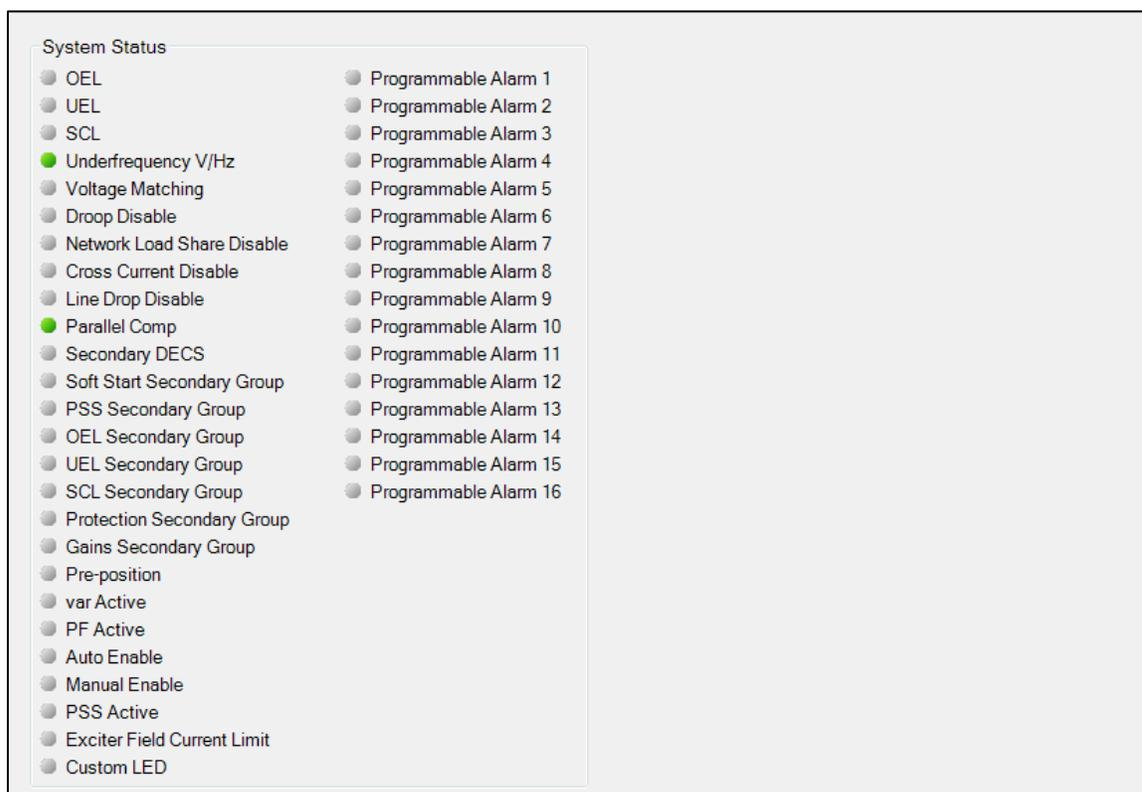 System Status
OEL
UEL
SCL
Underfrequency V/Hz
Voltage Matching
Droop Disable
Network Load Share Disable
Cross Current Disable
Line Drop Disable
Parallel Comp
Secondary DECS
Soft Start Secondary Group
PSS Secondary Group
OEL Secondary Group
UEL Secondary Group
SCL Secondary Group
Protection Secondary Group
Gains Secondary Group
Pre-position
var Active
PF Active
Auto Enable
Manual Enable
PSS Active
Exciter Field Current Limit
Custom LED
Programmable Alarm 1
Programmable Alarm 2
Programmable Alarm 3
Programmable Alarm 4
Programmable Alarm 5
Programmable Alarm 6
Programmable Alarm 7
Programmable Alarm 8
Programmable Alarm 9
Programmable Alarm 10
Programmable Alarm 11
Programmable Alarm 12
Programmable Alarm 13
Programmable Alarm 14
Programmable Alarm 15
Programmable Alarm 16